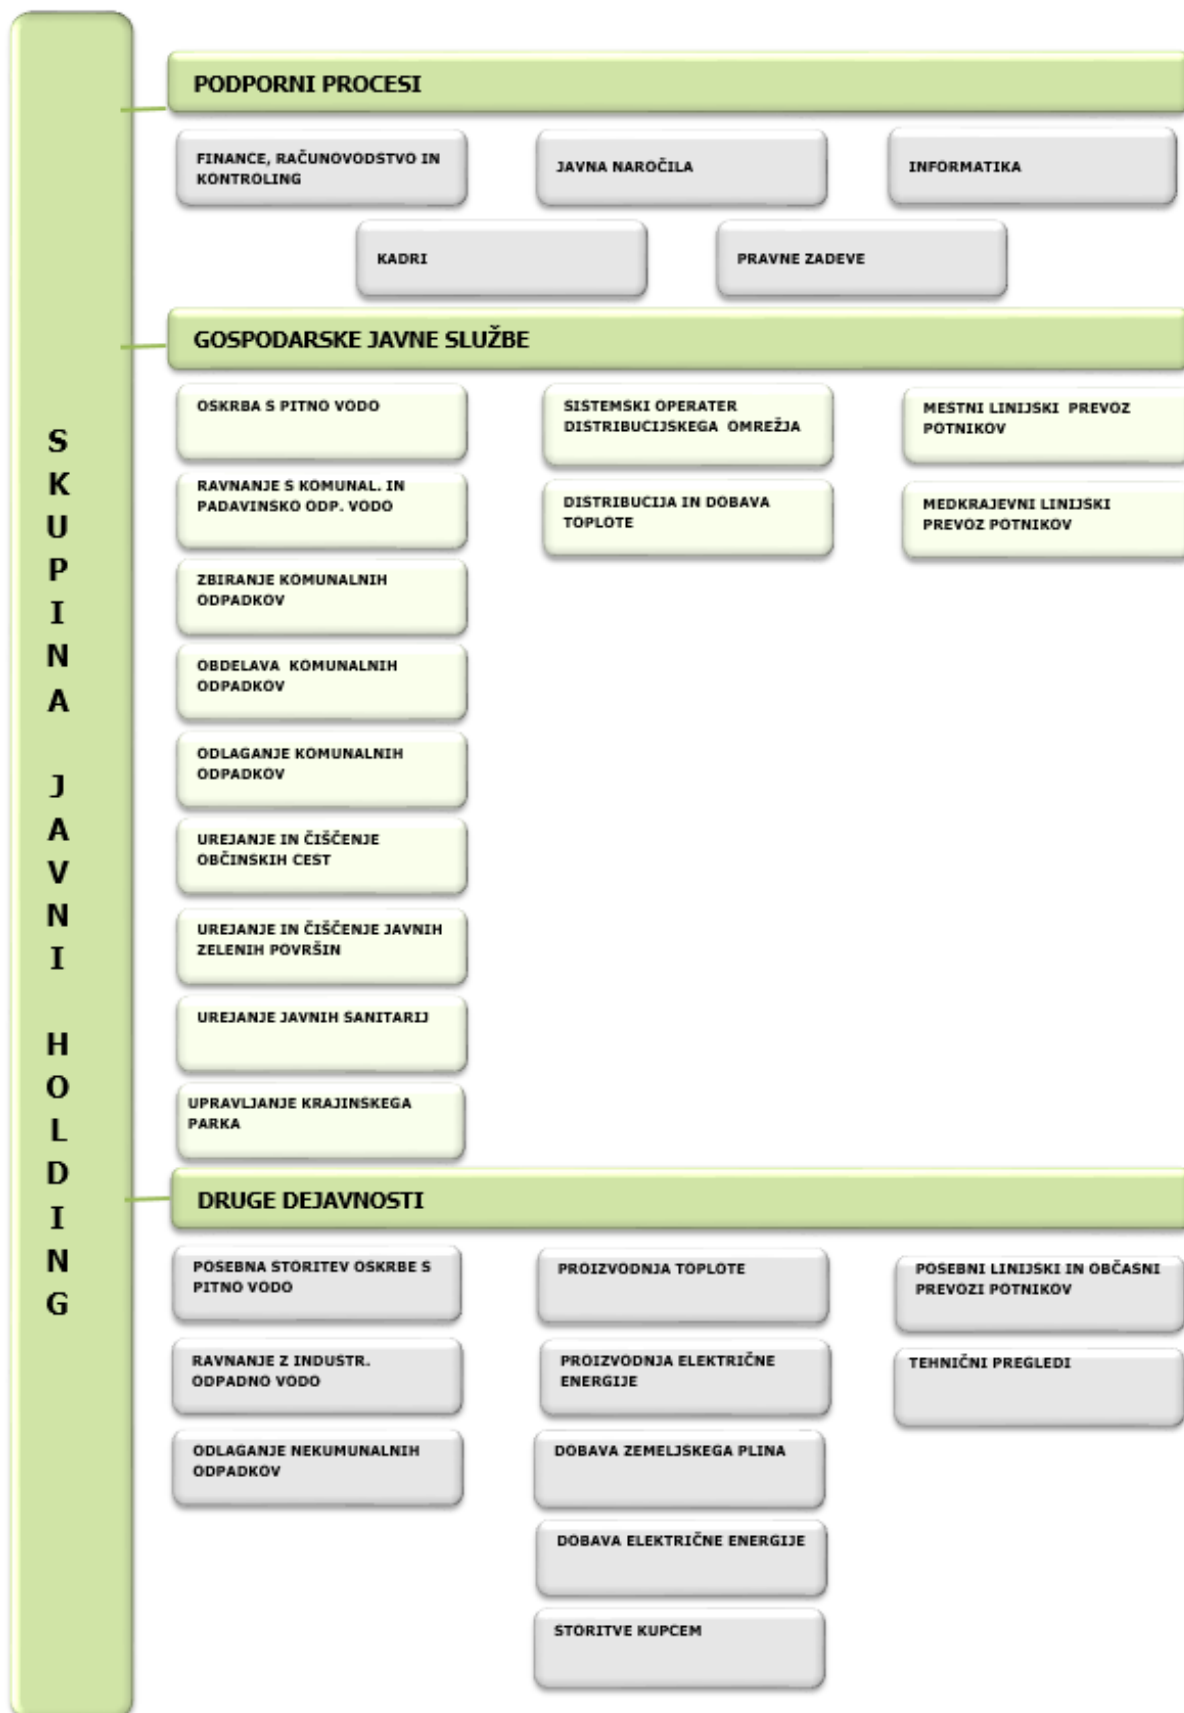 SKUPINA JAVNI HOLDING
PODPORNI PROCESI
FINANCE, RAČUNOVODSTVO IN
KONTROLING
JAVNA NAROČILA
INFORMATIKA
KADRI
PRAVNE ZADEVE
GOSPODARSKE JAVNE SLUŽBE
OSKRBA S PITNO VODO
RAVNANJE S KOMUNAL. IN
PADAVINSKO ODP. VODO
ZBIRANJE KOMUNALNIH
ODPADKOV
OBDELAVA KOMUNALNIH
ODPADKOV
ODLAGANJE KOMUNALNIH
ODPADKOV
UREJANJE IN ČIŠČENJE
OBČINSKIH CEST
UREJANJE IN ČIŠČENJE JAVNIH
ZELENIH POVRŠIN
UREJANJE JAVNIH SANITARIJ
UPRAVLJANJE KRAJINSKEGA
PARKA
SISTEMSKI OPERATER
DISTRIBUCIJSKEGA OMREŽJA
DISTRIBUCIJA IN DOBAVA
TOPLOTE
MESTNI LINIJSKI PREVOZ
POTNIKOV
MEDKRAJEVNI LINIJSKI
PREVOZ POTNIKOV
DRUGE DEJAVNOSTI
POSEBNA STORITEV OSKRBE S
PITNO VODO
RAVNANJE Z INDUSTR.
ODPADNO VODO
ODLAGANJE NEKUMUNALNIH
ODPADKOV
PROIZVODNJA TOPLOTE
PROIZVODNJA ELEKTRIČNE
ENERGIJE
DOBAVA ZEMELJSKEGA PLINA
DOBAVA ELEKTRIČNE ENERGIJE
STORITVE KUPCEM
POSEBNI LINIJSKI IN OBČASNI
PREVOZI POTNIKOV
TEHNIČNI PREGLEDI